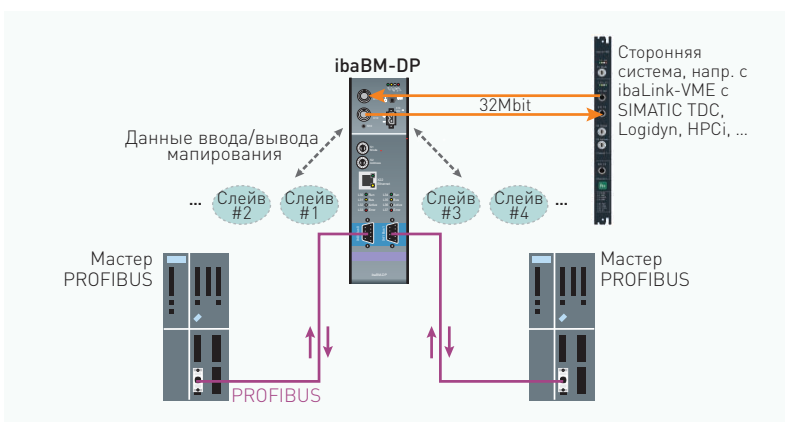 ibaBM-DP
Сторонняя
система, напр. с
ibaLink-VME с
SIMATIC TDC,
Logidyn, HPCi, ...
32Mbit
Данные ввода/вывода
мапирования
... Слейв #2
Слейв #1
Слейв #3
Слейв #4 ...
Мастер
PROFIBUS
Мастер
PROFIBUS
PROFIBUS